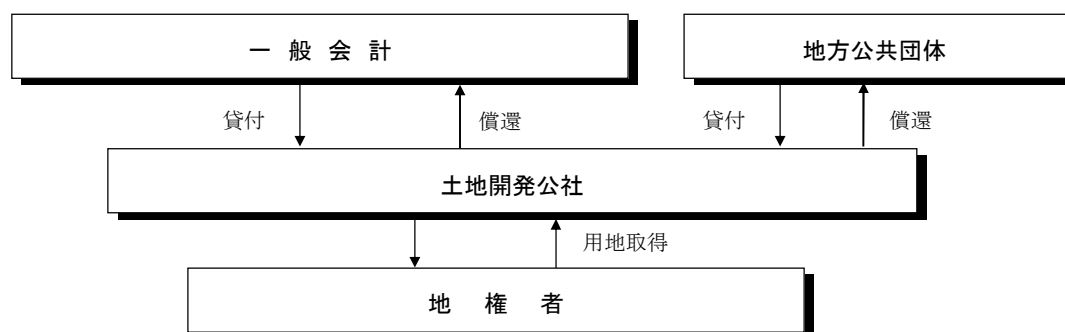 一 般 会 計
地方公共団体
貸付
償還
貸付
償還
土地開発公社
用地取得
地 権 者